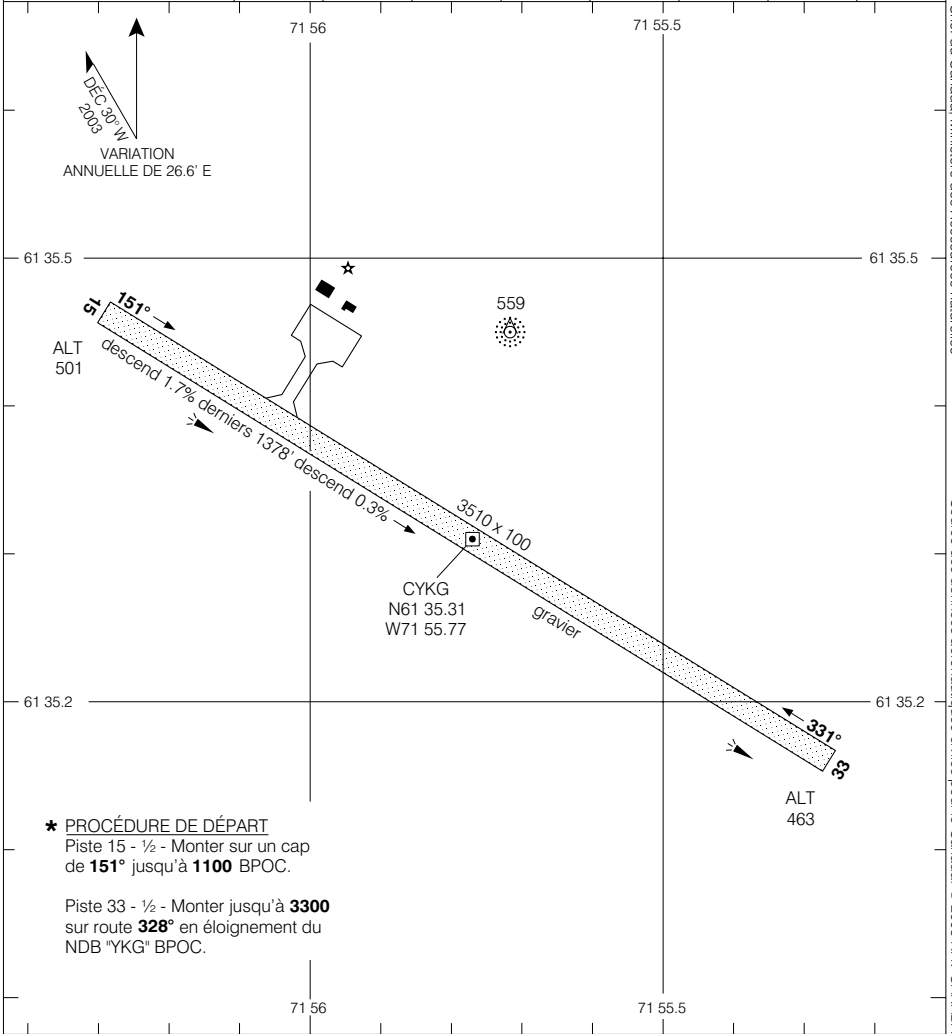 71 56
71 55.5
DÉC 30° W
2003
VARIATION
ANNUELLE DE 26.6' E
61 35.5
61 35.5
559
15
151°
ALT
501
descend 1.7% derniers 1378' descend 0.3%
3510 x 100
CYKG
N61 35.31
W71 55.77
gravier
61 35.2
61 35.2
331°
33
ALT
463
* PROCÉDURE DE DÉPART
Piste 15 - ½ - Monter sur un cap
de 151° jusqu'à 1100 BPOC.
Piste 33 - ½ - Monter jusqu'à 3300
sur route 328° en éloignement du
NDB "YKG" BPOC.
71 56
71 55.5